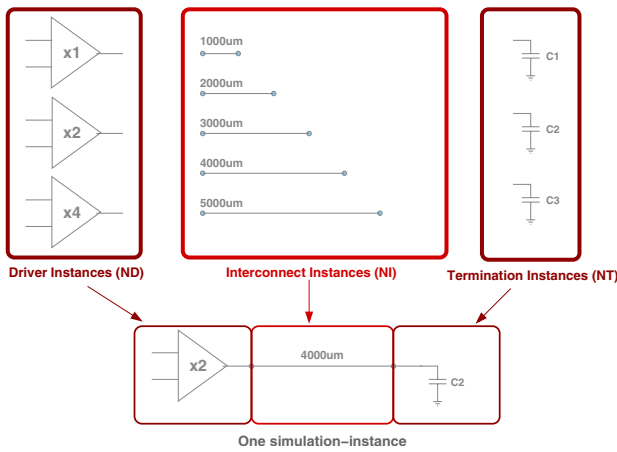 x1
x2
x4
Driver Instances (ND)
1000um
2000um
3000um
4000um
5000um
Interconnect Instances (NI)
C1
C2
C3
Termination Instances (NT)
x2
4000um
C2
One simulation−instance